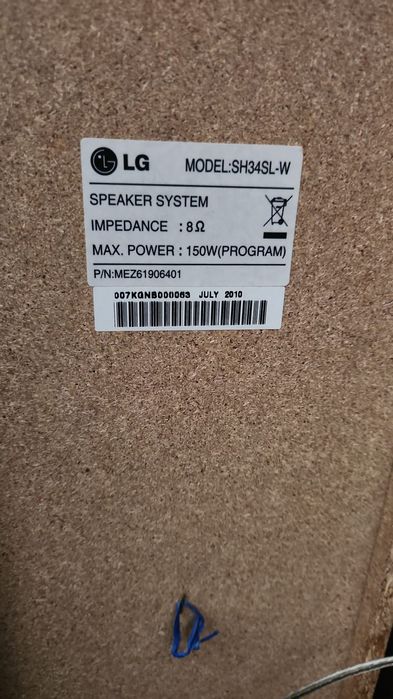 LG MODEL:SH34SL-W
SPEAKER SYSTEM
IMPEDANCE : 8Ω
MAX. POWER : 150W(PROGRAM)
P/N:MEZ61906401
007KGNB000063 JULY 2010